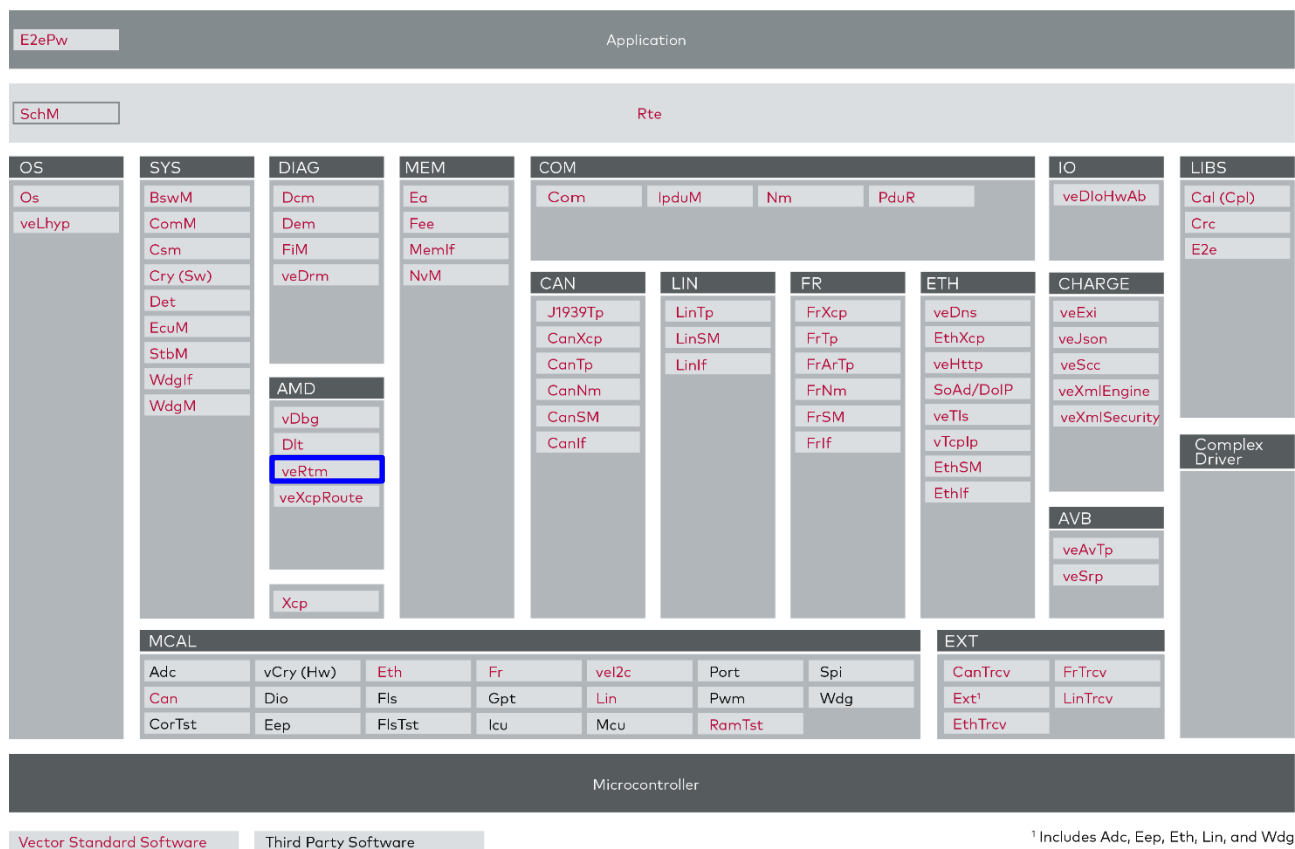 E2ePw
Application
SchM
Rte
OS
Os
veLhyp
SYS
BswM
ComM
Csm
Cry (Sw)
Det
EcuM
StbM
WdgIf
WdgM
DIAG
Dcm
Dem
FiM
veDrm
AMD
vDbg
Dlt
veRtm
veXcpRoute
Xcp
MEM
Ea
Fee
MemIf
NvM
COM
Com
IpduM
Nm
PduR
CAN
J1939Tp
CanXcp
CanTp
CanNm
CanSM
CanIf
LIN
LinTp
LinSM
LinIf
FR
FrXcp
FrTp
FrArTp
FrNm
FrSM
FrIf
ETH
veDns
EthXcp
veHttp
SoAd/DoIP
veTls
vTcpIp
EthSM
EthIf
IO
veDIoHwAb
CHARGE
veExi
veJson
veScc
veXmlEngine
veXmlSecurity
AVB
veAvTp
veSrp
LIBS
Cal (Cpl)
Crc
E2e
Complex
Driver
MCAL
Adc
vCry (Hw)
Eth
Fr
veI2c
Port
Spi
Can
Dio
Fls
Gpt
Lin
Pwm
Wdg
CorTst
Eep
FlsTst
Icu
Mcu
RamTst
EXT
CanTrcv
FrTrcv
Ext¹
LinTrcv
EthTrcv
Microcontroller
Vector Standard Software
Third Party Software
¹ Includes Adc, Eep, Eth, Lin, and Wdg